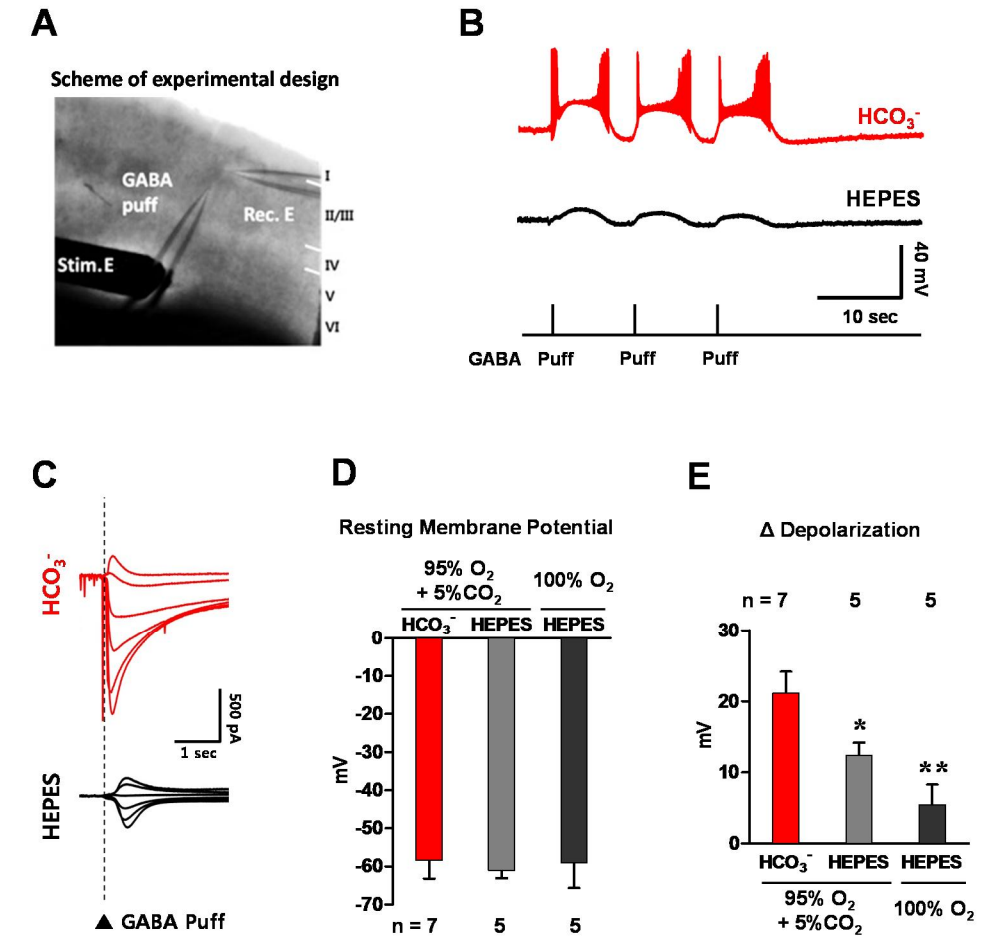 A
Scheme of experimental design
GABA
puff
Rec. E
Stim.E
I
II/III
IV
V
VI
B
HCO₃⁻
HEPES
40 mV
10 sec
GABA Puff Puff Puff
C
HCO₃⁻
500 pA
1 sec
HEPES
▲ GABA Puff
D
Resting Membrane Potential
95% O₂
+ 5%CO₂
100% O₂
HCO₃⁻ HEPES HEPES
mV
0
-10
-20
-30
-40
-50
-60
-70
n = 7 5 5
E
Δ Depolarization
n = 7 5 5
mV
30
20
10
0
*
**
HCO₃⁻ HEPES HEPES
95% O₂
+ 5%CO₂
100% O₂